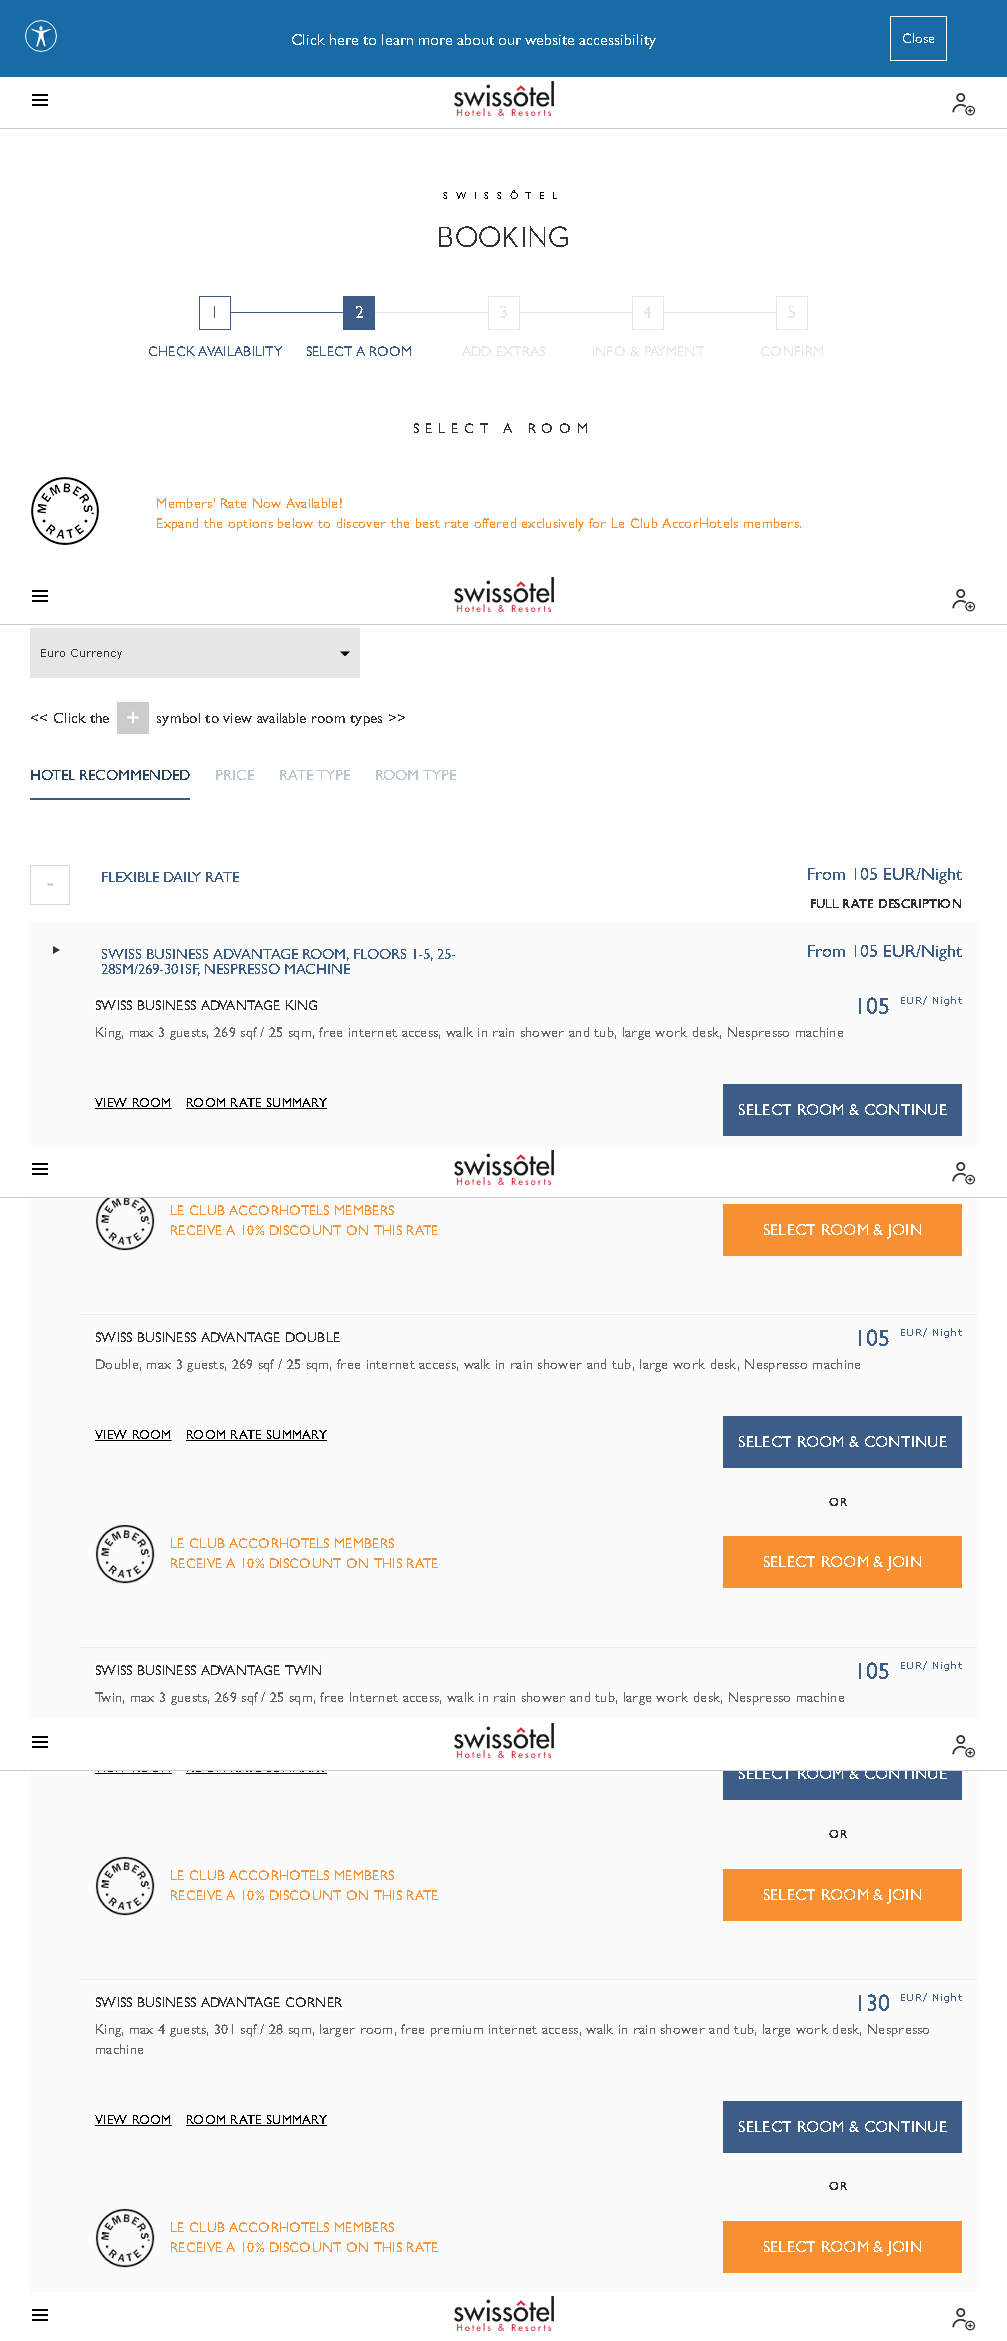 Click here to learn more about our website accessibility
Close
swissôtel
Hotels & Resorts
SWISSÔTEL
BOOKING
1 2 3 4 5
CHECK AVAILABILITY SELECT A ROOM ADD EXTRAS INFO & PAYMENT CONFIRM
SELECT A ROOM
MEMBERS' RATE
Members' Rate Now Available!
Expand the options below to discover the best rate offered exclusively for Le Club AccorHotels members.
swissôtel
Hotels & Resorts
Euro Currency
<< Click the + symbol to view available room types >>
HOTEL RECOMMENDED PRICE RATE TYPE ROOM TYPE
- FLEXIBLE DAILY RATE From 105 EUR/Night
FULL RATE DESCRIPTION
SWISS BUSINESS ADVANTAGE ROOM, FLOORS 1-5, 25- From 105 EUR/Night
28SM/269-301SF, NESPRESSO MACHINE
SWISS BUSINESS ADVANTAGE KING 105 EUR/ Night
King, max 3 guests, 269 sqf / 25 sqm, free internet access, walk in rain shower and tub, large work desk, Nespresso machine
VIEW ROOM ROOM RATE SUMMARY SELECT ROOM & CONTINUE
swissôtel
Hotels & Resorts
MEMBERS' RATE
LE CLUB ACCORHOTELS MEMBERS
RECEIVE A 10% DISCOUNT ON THIS RATE SELECT ROOM & JOIN
SWISS BUSINESS ADVANTAGE DOUBLE 105 EUR/ Night
Double, max 3 guests, 269 sqf / 25 sqm, free internet access, walk in rain shower and tub, large work desk, Nespresso machine
VIEW ROOM ROOM RATE SUMMARY SELECT ROOM & CONTINUE
OR
MEMBERS' RATE
LE CLUB ACCORHOTELS MEMBERS
RECEIVE A 10% DISCOUNT ON THIS RATE SELECT ROOM & JOIN
SWISS BUSINESS ADVANTAGE TWIN 105 EUR/ Night
Twin, max 3 guests, 269 sqf / 25 sqm, free Internet access, walk in rain shower and tub, large work desk, Nespresso machine
swissôtel
Hotels & Resorts
SELECT ROOM & CONTINUE
OR
MEMBERS' RATE
LE CLUB ACCORHOTELS MEMBERS
RECEIVE A 10% DISCOUNT ON THIS RATE SELECT ROOM & JOIN
SWISS BUSINESS ADVANTAGE CORNER 130 EUR/ Night
King, max 4 guests, 301 sqf / 28 sqm, larger room, free premium internet access, walk in rain shower and tub, large work desk, Nespresso
machine
VIEW ROOM ROOM RATE SUMMARY SELECT ROOM & CONTINUE
OR
MEMBERS' RATE
LE CLUB ACCORHOTELS MEMBERS
RECEIVE A 10% DISCOUNT ON THIS RATE SELECT ROOM & JOIN
swissôtel
Hotels & Resorts